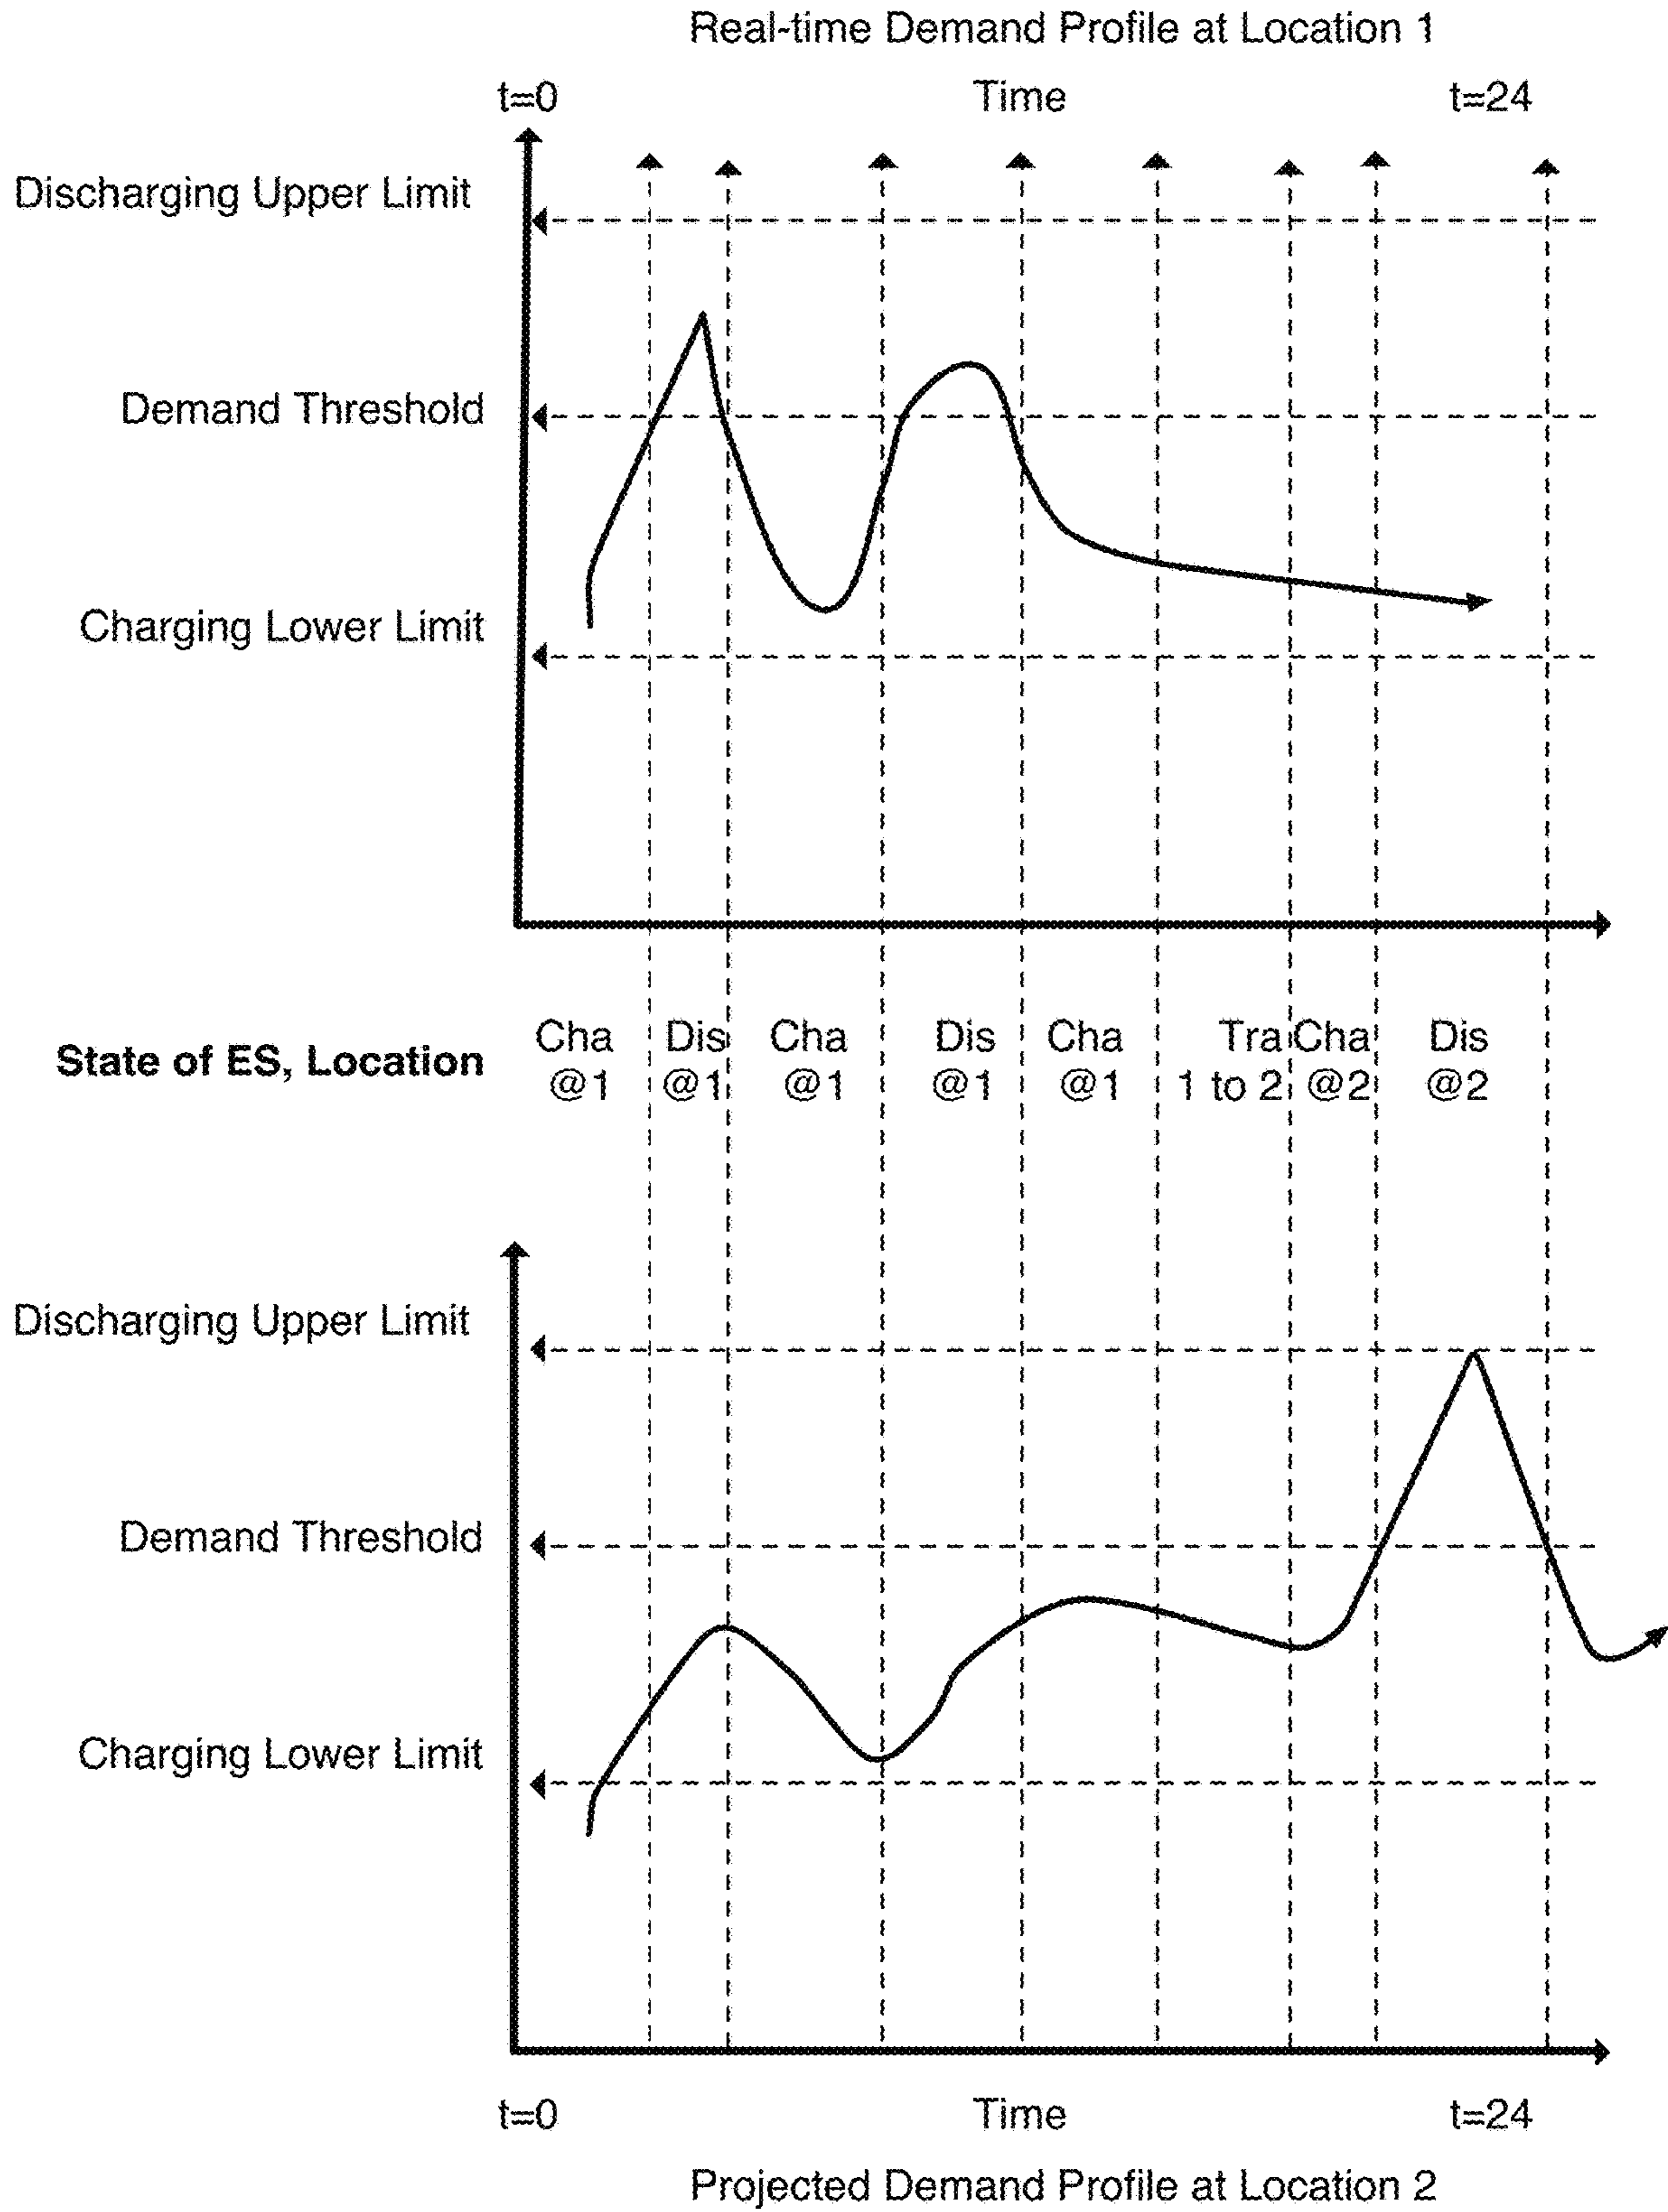 Real-time Demand Profile at Location 1
t=0 Time t=24
Discharging Upper Limit
Demand Threshold
Charging Lower Limit
State of ES, Location
Cha Dis Cha Dis Cha Tra Cha Dis
@1 @1 @1 @1 @1 1 to 2 @2 @2
Discharging Upper Limit
Demand Threshold
Charging Lower Limit
t=0 Time t=24
Projected Demand Profile at Location 2